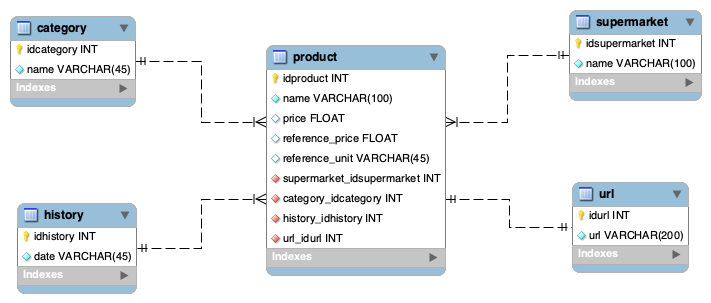 category
idcategory INT
name VARCHAR(45)
Indexes
product
idproduct INT
name VARCHAR(100)
price FLOAT
reference_price FLOAT
reference_unit VARCHAR(45)
supermarket_idsupermarket INT
category_idcategory INT
history_idhistory INT
url_idurl INT
Indexes
supermarket
idsupermarket INT
name VARCHAR(100)
Indexes
history
idhistory INT
date VARCHAR(45)
Indexes
url
idurl INT
url VARCHAR(200)
Indexes